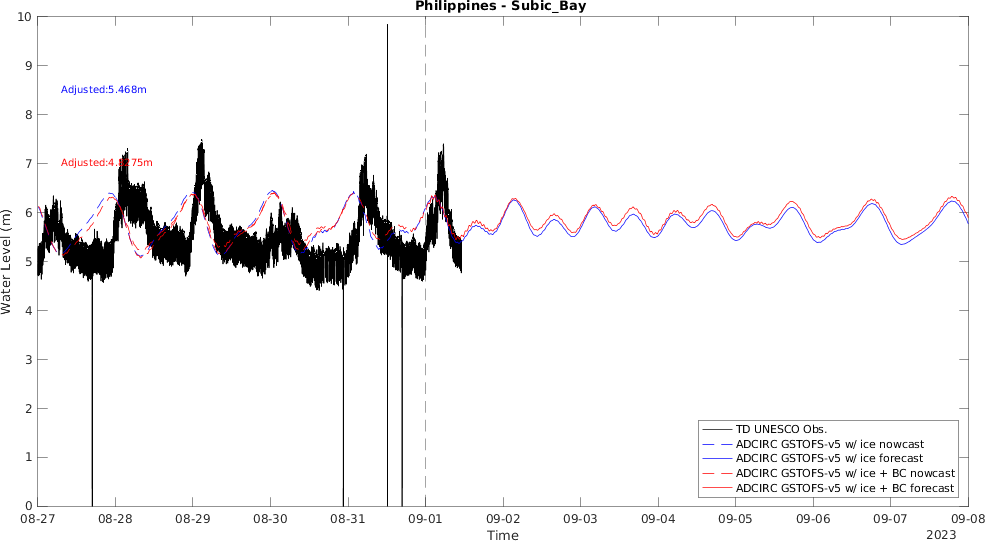 Philippines - Subic_Bay
10
9
8
7
6
5
4
3
2
1
0
Water Level (m)
Adjusted:5.468m
TD UNESCO Obs.
ADCIRC GSTOFS-v5 w/ ice nowcast
ADCIRC GSTOFS-v5 w/ ice forecast
ADCIRC GSTOFS-v5 w/ ice + BC nowcast
ADCIRC GSTOFS-v5 w/ ice + BC forecast
08-27 08-28 08-29 08-30 08-31 09-01 09-02 09-03 09-04 09-05 09-06 09-07 09-08
Time
2023